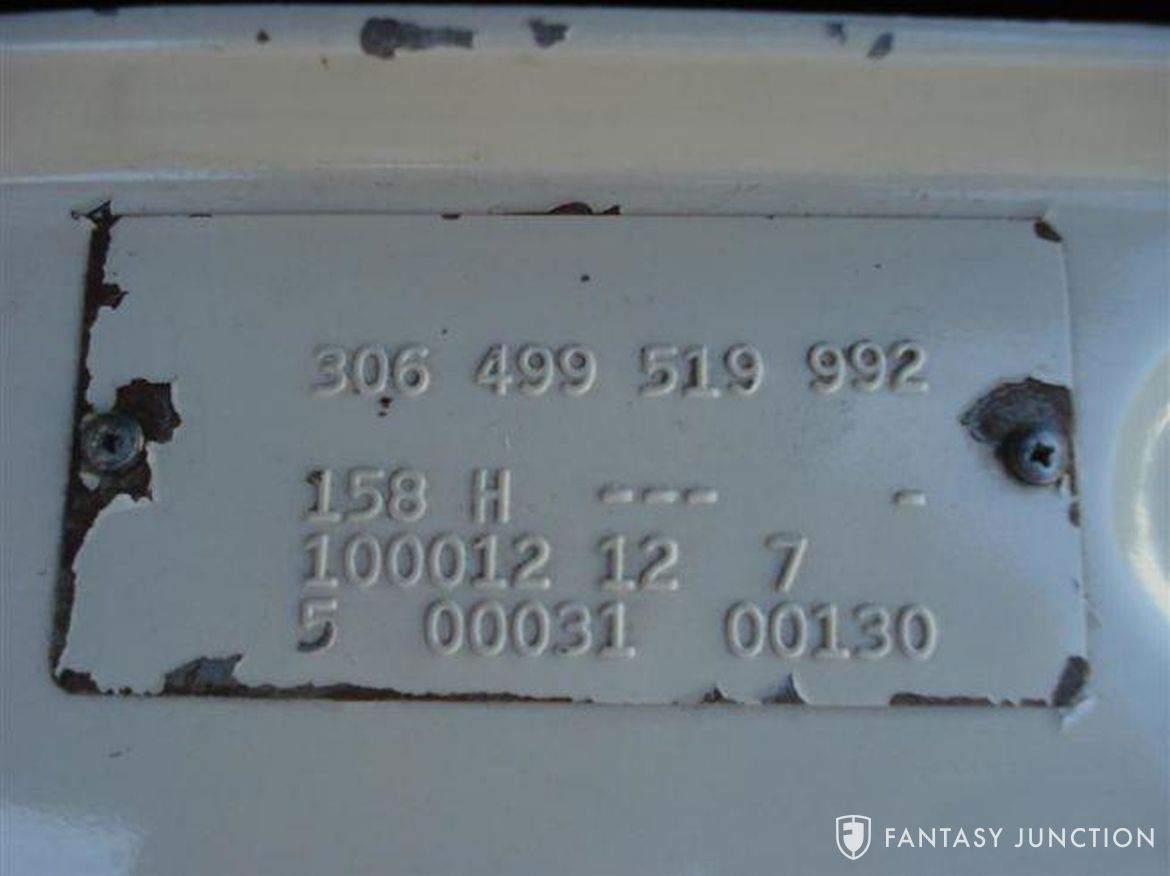 306 499 519 992
158 H --- -
100012 12 7
5 00031 00130
FANTASY JUNCTION